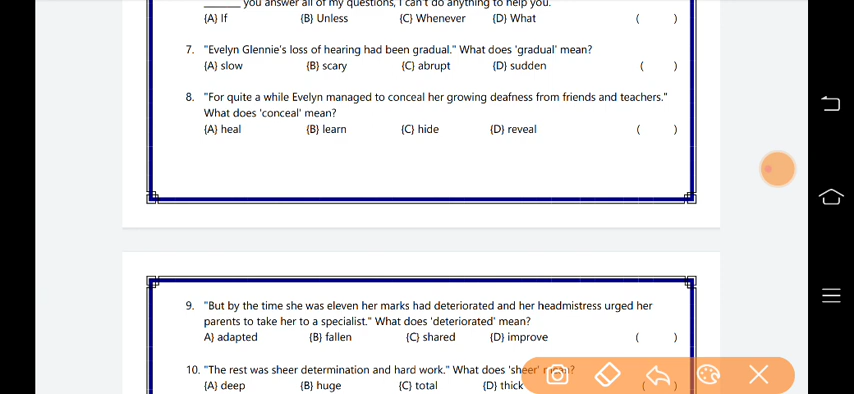 ______ you answer all of my questions, I can't do anything to help you.
(A) If (B) Unless (C) Whenever (D) What ( )
7. "Evelyn Glennie's loss of hearing had been gradual." What does 'gradual' mean?
(A) slow (B) scary (C) abrupt (D) sudden ( )
8. "For quite a while Evelyn managed to conceal her growing deafness from friends and teachers."
What does 'conceal' mean?
(A) heal (B) learn (C) hide (D) reveal ( )
9. "But by the time she was eleven her marks had deteriorated and her headmistress urged her
parents to take her to a specialist." What does 'deteriorated' mean?
A) adapted (B) fallen (C) shared (D) improve ( )
10. "The rest was sheer determination and hard work." What does 'sheer' mean?
(A) deep (B) huge (C) total (D) thick ( )